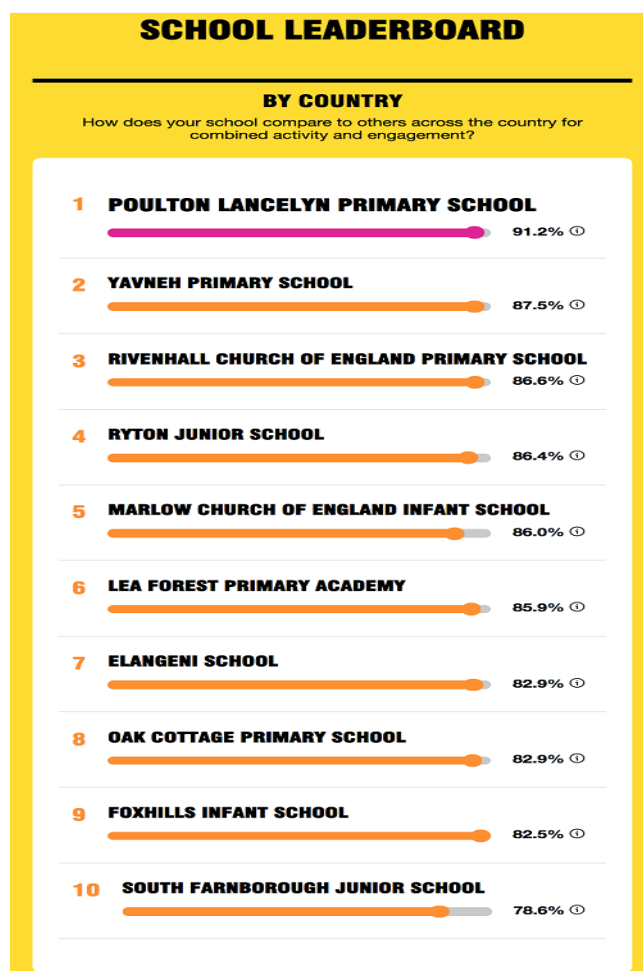 SCHOOL LEADERBOARD
BY COUNTRY
How does your school compare to others across the country for
combined activity and engagement?
1 POULTON LANCELYN PRIMARY SCHOOL
91.2%
2 YAVNEH PRIMARY SCHOOL
87.5%
3 RIVENHALL CHURCH OF ENGLAND PRIMARY SCHOOL
86.6%
4 RYTON JUNIOR SCHOOL
86.4%
5 MARLOW CHURCH OF ENGLAND INFANT SCHOOL
86.0%
6 LEA FOREST PRIMARY ACADEMY
85.9%
7 ELANGENI SCHOOL
82.9%
8 OAK COTTAGE PRIMARY SCHOOL
82.9%
9 FOXHILLS INFANT SCHOOL
82.5%
10 SOUTH FARNBOROUGH JUNIOR SCHOOL
78.6%